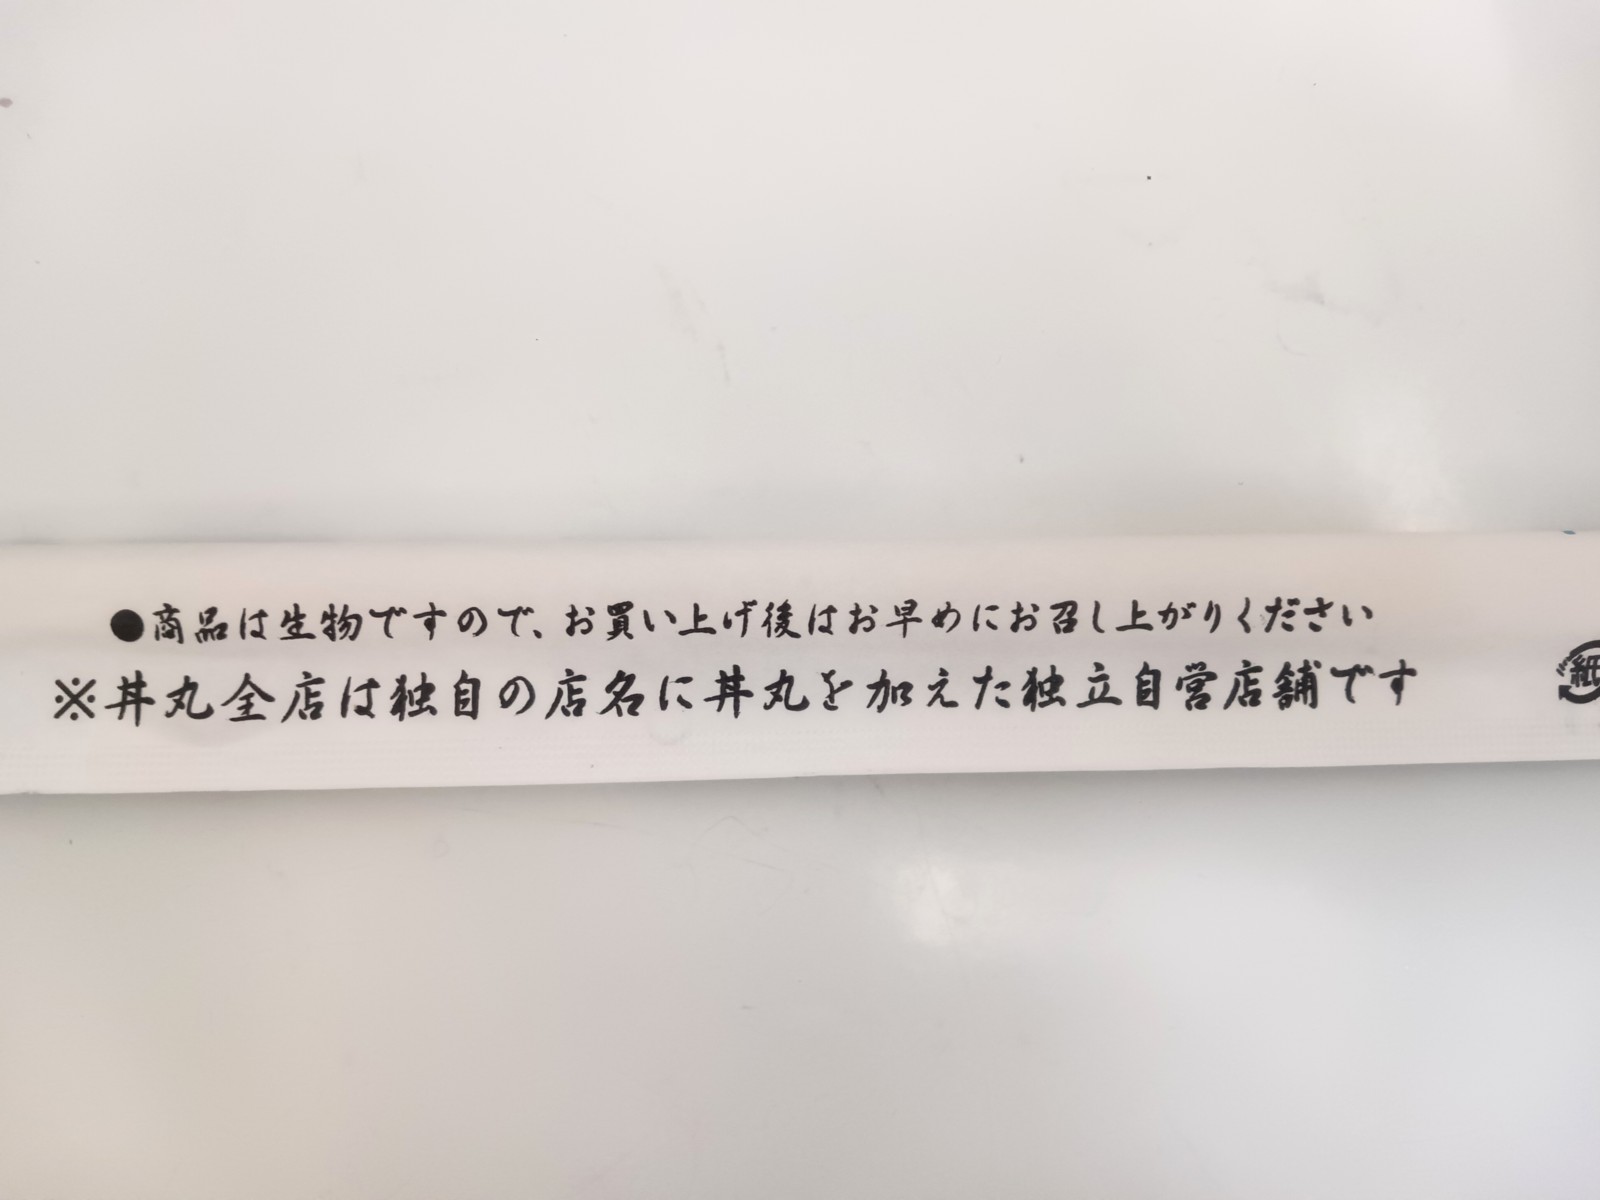 ●商品は生物ですので、お買い上げ後はお早めにお召し上がりください
※丼丸全店は独自の店名に丼丸を加えた独立自営店舗です
紙